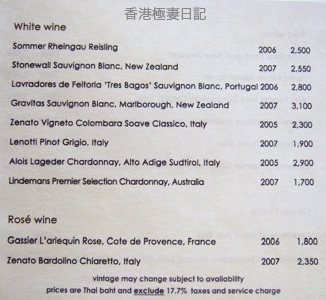 香港極妻日記
White wine
Sommer Rheingau Reisling 2006 2,500
Stonewall Sauvignon Blanc, New Zealand 2007 2,550
Lavradores de Feitoria 'Tres Bagos' Sauvignon Blanc, Portugal 2006 2,800
Gravitas Sauvignon Blanc, Marlborough, New Zealand 2007 3,100
Zenato Vigneto Colombara Soave Classico, Italy 2005 2,300
Lenotti Pinot Grigio, Italy 2007 1,900
Alois Lageder Chardonnay, Alto Adige Sudtirol, Italy 2005 2,900
Lindemans Premier Selection Chardonnay, Australia 2007 1,700
Rosé wine
Gassier L'arlequin Rose, Cote de Provence, France 2006 1,800
Zenato Bardolino Chiaretto, Italy 2007 2,350
vintage may change subject to availability
prices are Thai baht and exclude 17.7% taxes and service charge